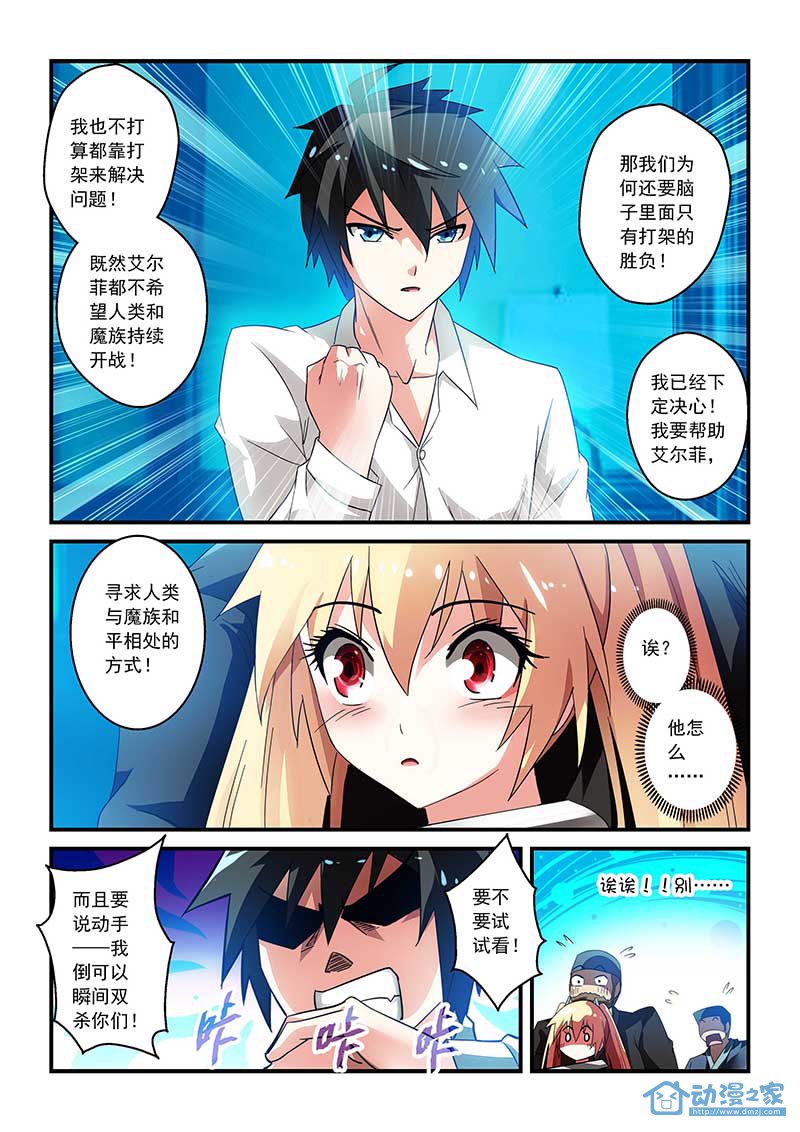 我也不打
算都靠打
架来解决
问题！
既然艾尔
菲都不希
望人类和
魔族持续
开战！
那我们为
何还要脑
子里面只
有打架的
胜负！
我已经下
定决心！
我要帮助
艾尔菲，
寻求人类
与魔族和
平相处的
方式！
诶？
他怎
么
……
而且要
说动手
——我
倒可以
瞬间双
杀你们！
要不
要试
试看！
咔 咔 咔
诶诶！！别……
动漫之家
http://www.dmzj.com